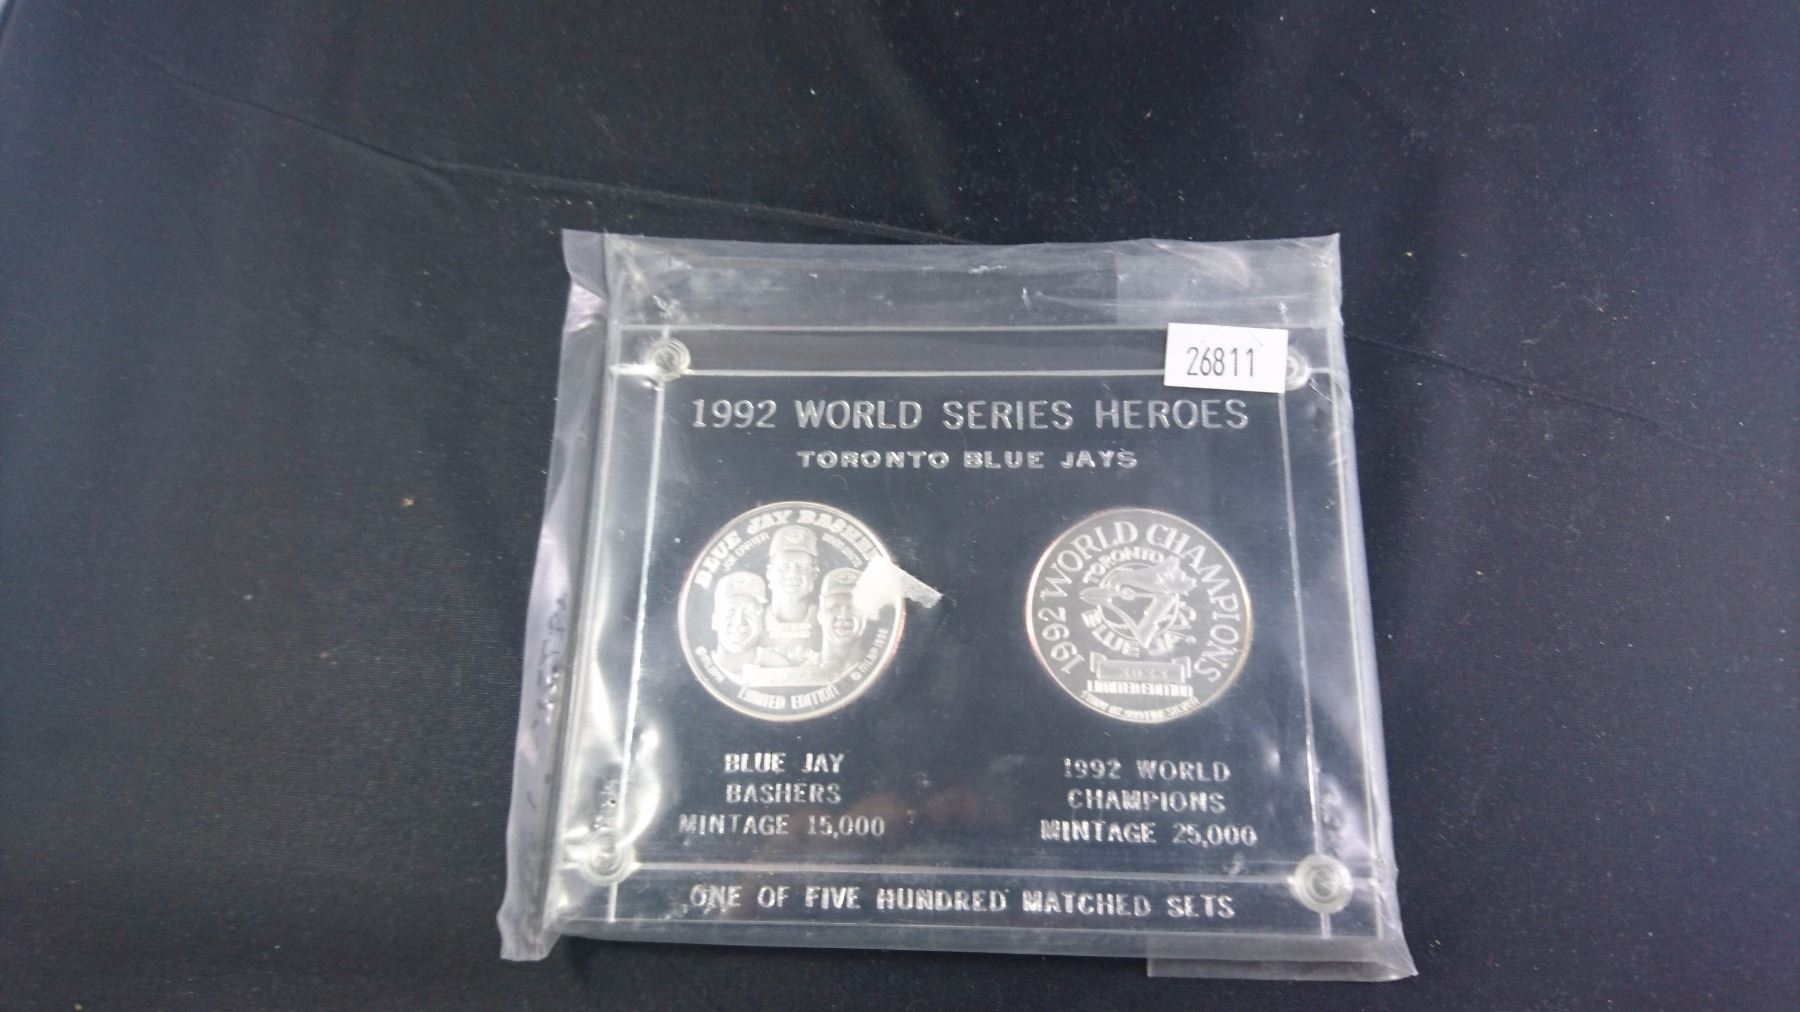 26811
1992 WORLD SERIES HEROES
TORONTO BLUE JAYS
BLUE JAY
JOE CARTER
LIMITED EDITION
1992 WORLD CHAMPIONS
TORONTO
BLUE JAYS
LIMITED EDITION
BLUE JAY
BASHERS
MINTAGE 15,000
1992 WORLD
CHAMPIONS
MINTAGE 25,000
ONE OF FIVE HUNDRED MATCHED SETS